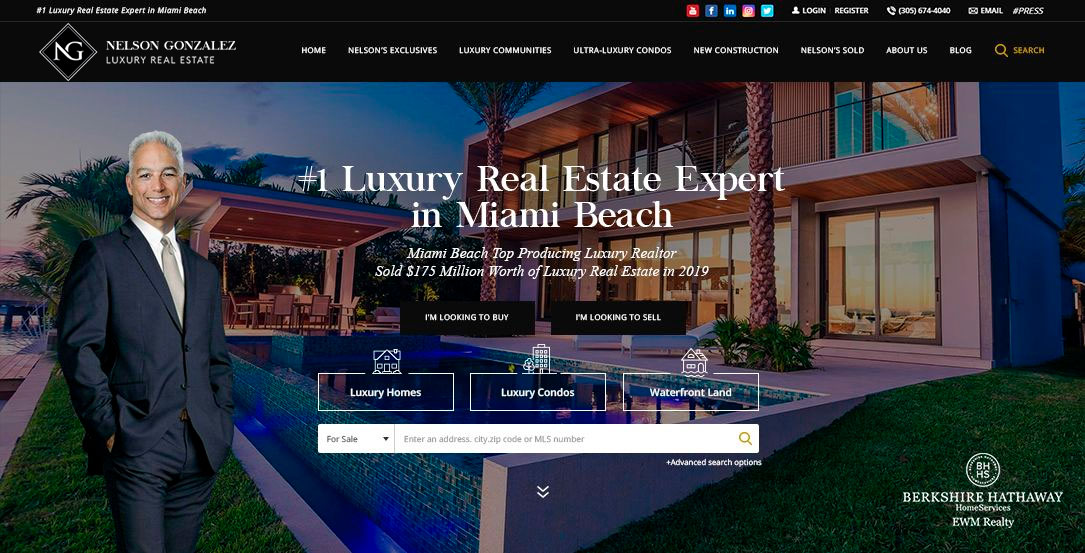 #1 Luxury Real Estate Expert in Miami Beach
LOGIN | REGISTER
(305) 674-4040
EMAIL
#PRESS
NG
NELSON GONZALEZ
LUXURY REAL ESTATE
HOME
NELSON'S EXCLUSIVES
LUXURY COMMUNITIES
ULTRA-LUXURY CONDOS
NEW CONSTRUCTION
NELSON'S SOLD
ABOUT US
BLOG
SEARCH
#1 Luxury Real Estate Expert
in Miami Beach
Miami Beach Top Producing Luxury Realtor
Sold $175 Million Worth of Luxury Real Estate in 2019
I'M LOOKING TO BUY
I'M LOOKING TO SELL
Luxury Homes
Luxury Condos
Waterfront Land
For Sale
Enter an address, city,zip code or MLS number
+Advanced search options
BH
HS
BERKSHIRE HATHAWAY
HomeServices
EWM Realty